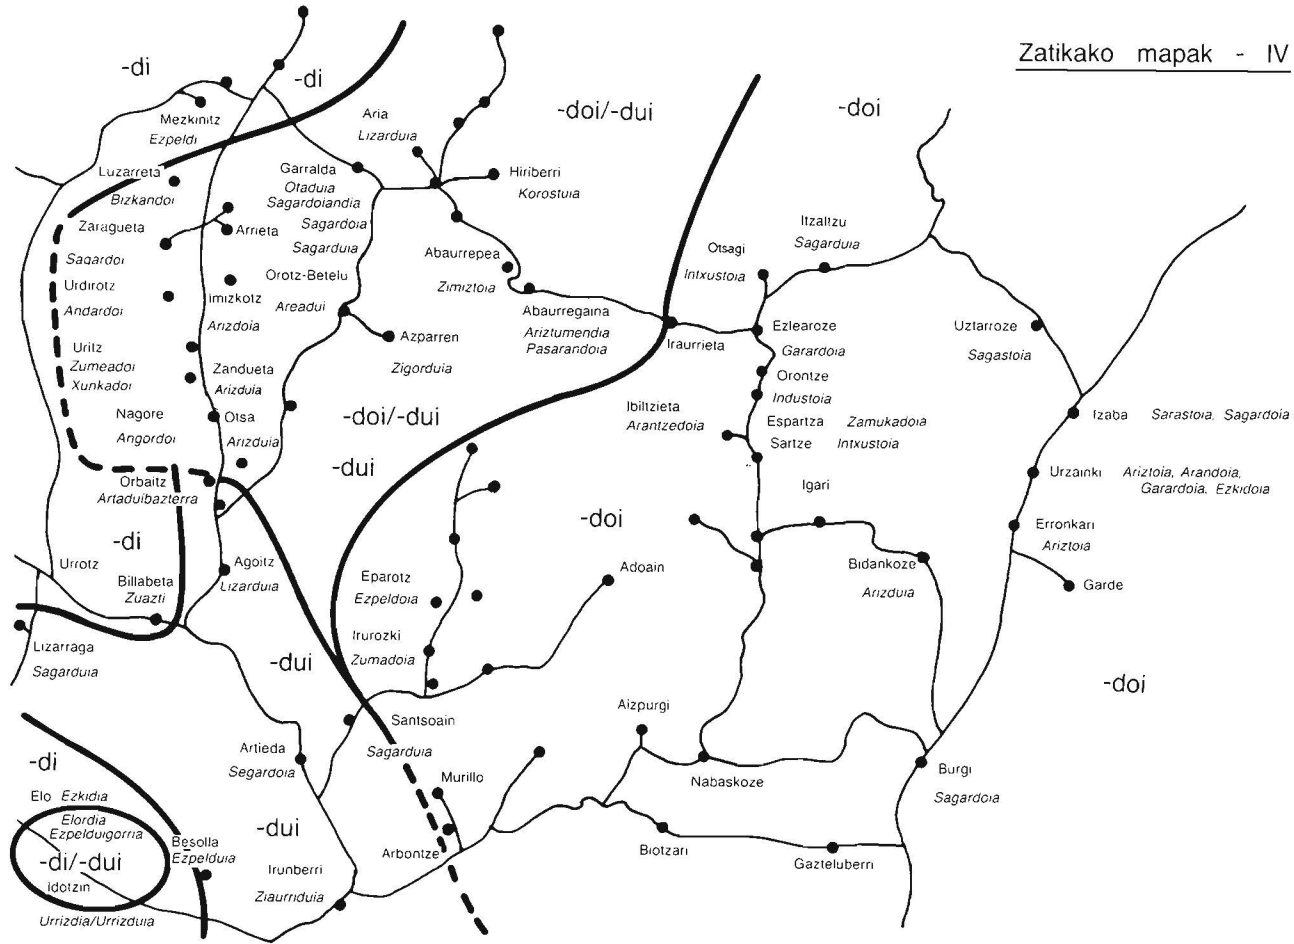 Zatikako mapak - IV
-di
-di
-doi/-dui
-doi
Mezkinitz
Ezpeldi
Aria
Lizarduia
Luzarreta
Bizkandoi
Garralda
Otaduia
Sagardoiandia
Sagardoia
Sagarduia
Hiriberri
Korostuia
Zaragueta
Sagardoi
Arrieta
Itzaltzu
Sagarduia
Otsagi
Intxustoia
Abaurrepea
Zimiztoia
Urdirotz
Andardoi
Imizkotz
Arizdoia
Orotz-Betelu
Areadui
Abaurregaina
Ariztumendia
Pasarandoia
Iraurrieta
Ezlearoze
Garardoia
Uztarroze
Sagastoia
Azparren
Zigorduia
Uritz
Zumeadoi
Xunkadoi
Zandueta
Arizduia
Orontze
Industoia
Nagore
Angordoi
Otsa
Arizduia
-doi/-dui
-dui
Ibiltzieta
Arantzedoia
Espartza Zamukadoia
Sartze Intxustoia
Izaba Sarastoia, Sagardoia
Orbaitz
Artaduibazterra
Igari
Urzainki Ariztoia, Arandoia,
Garardoia, Ezkidoia
-di
-doi
Erronkari
Ariztoia
Urrotz
Billabeta
Zuazti
Agoitz
Lizarduia
Eparotz
Ezpeldoia
Adoain
Bidankoze
Arizduia
Garde
Lizarraga
Sagarduia
-dui
Irurozki
Zumadoia
-doi
Santsoain
Sagarduia
Aizpurgi
Artieda
Segardoia
-di
Elo Ezkidia
Elordia
Ezpelduigorria
-di/-dui
Idotzin
Urrizdia/Urrizduia
Besolla
Ezpelduia
-dui
Murillo
Arbontze
Nabaskoze
Burgi
Sagardoia
Irunberri
Ziaurriduia
Biotzari
Gazteluberri